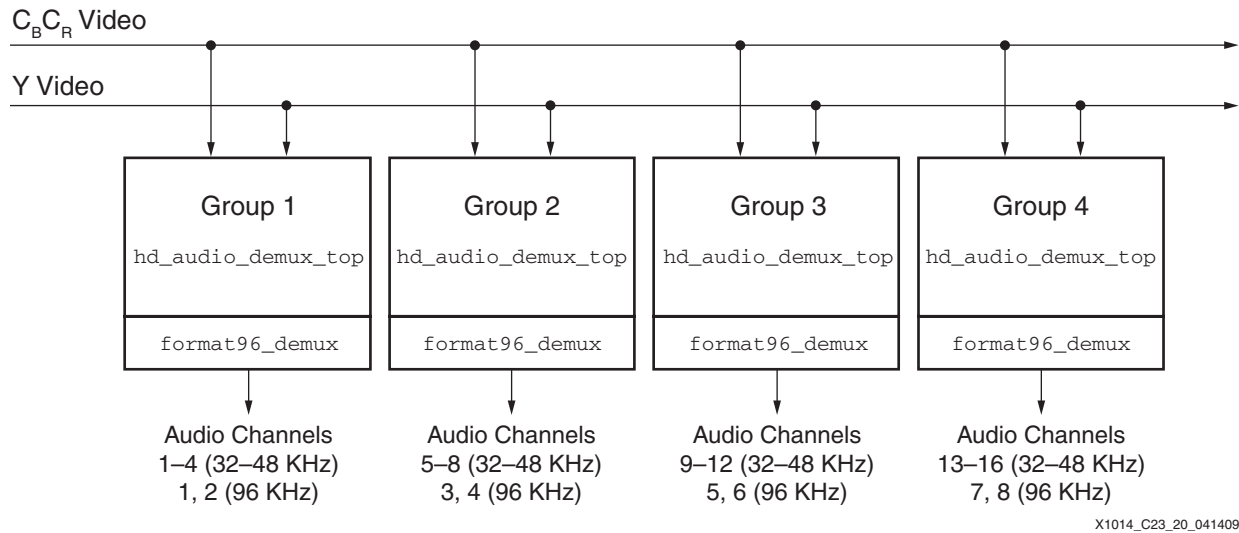 CBCR Video
Y Video
Group 1
hd_audio_demux_top
format96_demux
Audio Channels
1–4 (32–48 KHz)
1, 2 (96 KHz)
Group 2
hd_audio_demux_top
format96_demux
Audio Channels
5–8 (32–48 KHz)
3, 4 (96 KHz)
Group 3
hd_audio_demux_top
format96_demux
Audio Channels
9–12 (32–48 KHz)
5, 6 (96 KHz)
Group 4
hd_audio_demux_top
format96_demux
Audio Channels
13–16 (32–48 KHz)
7, 8 (96 KHz)
X1014_C23_20_041409